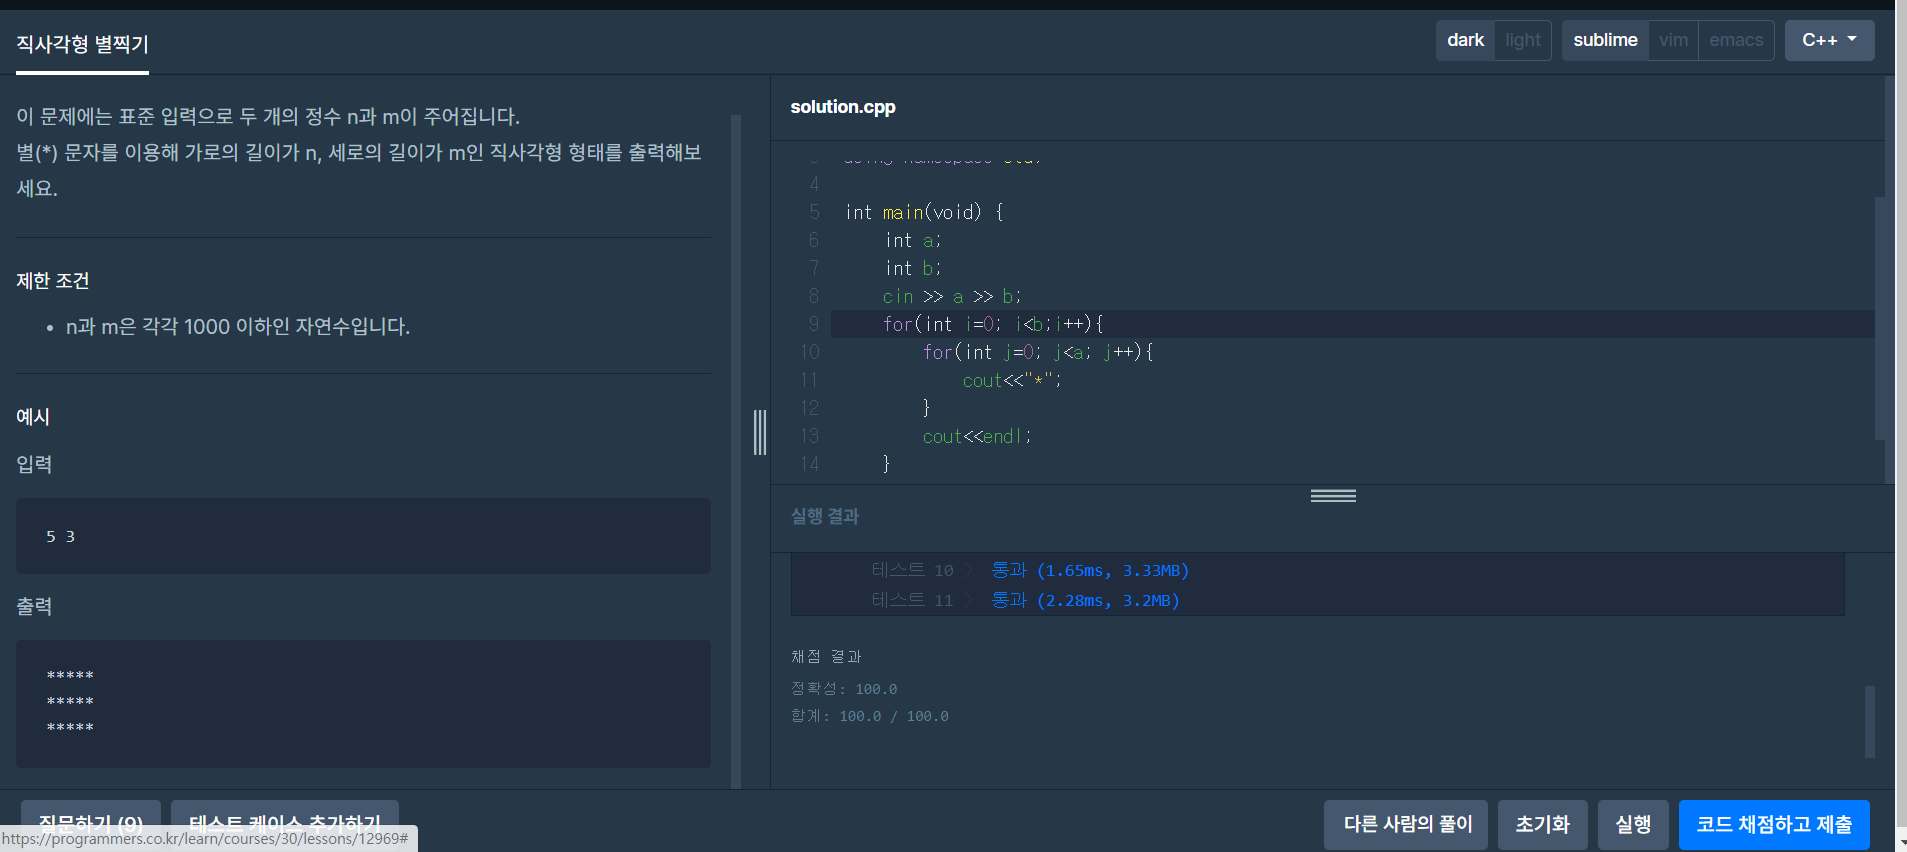 직사각형 별찍기
dark light sublime vim emacs C++
이 문제에는 표준 입력으로 두 개의 정수 n과 m이 주어집니다.
별(*) 문자를 이용해 가로의 길이가 n, 세로의 길이가 m인 직사각형 형태를 출력해보
세요.
제한 조건
• n과 m은 각각 1000 이하인 자연수입니다.
예시
입력
5 3
출력
*****
*****
*****
solution.cpp
3 using namespace std;
4
5 int main(void) {
6     int a;
7     int b;
8     cin >> a >> b;
9     for(int i=0; i<b;i++){
10         for(int j=0; j<a; j++){
11             cout<<"*";
12         }
13         cout<<endl;
14     }
실행 결과
테스트 10 〉 통과 (1.65ms, 3.33MB)
테스트 11 〉 통과 (2.28ms, 3.2MB)
채점 결과
정확성: 100.0
합계: 100.0 / 100.0
질문하기 (9) 테스트 케이스 추가하기 다른 사람의 풀이 초기화 실행 코드 채점하고 제출
https://programmers.co.kr/learn/courses/30/lessons/12969#